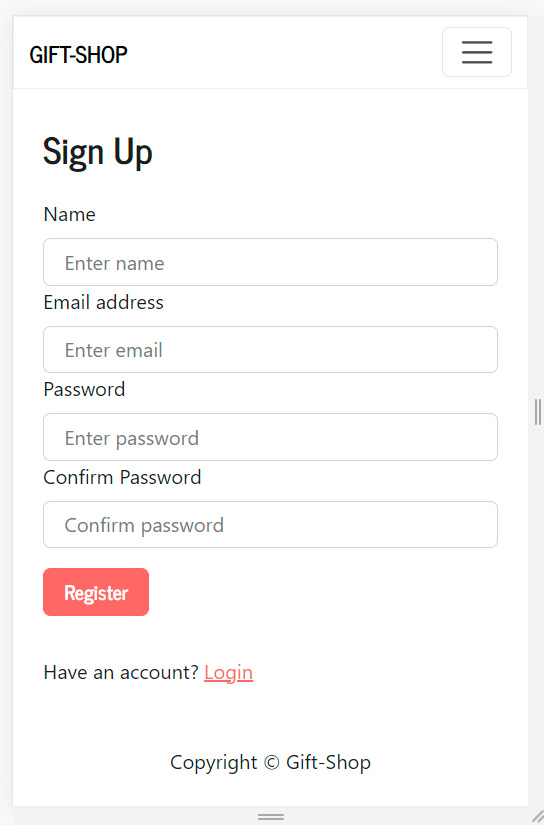 GIFT-SHOP
Sign Up
Name
Enter name
Email address
Enter email
Password
Enter password
Confirm Password
Confirm password
Register
Have an account? Login
Copyright © Gift-Shop